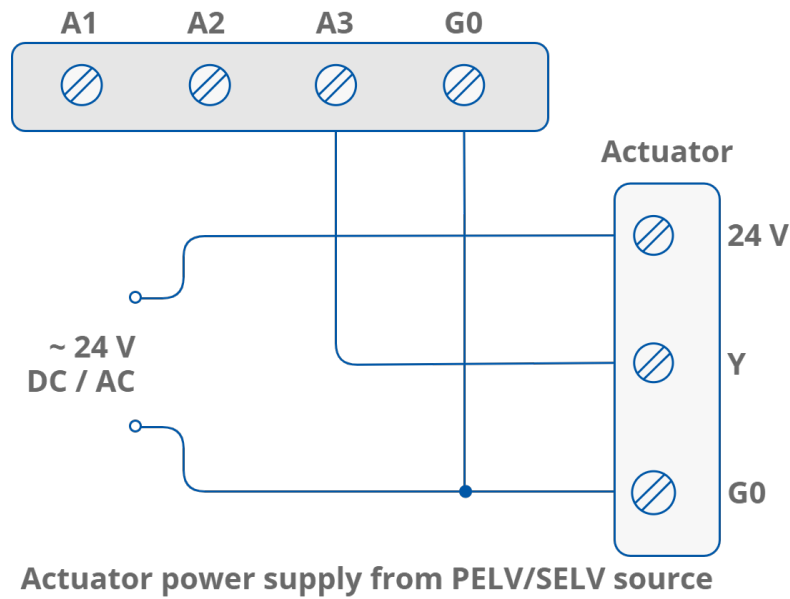 A1 A2 A3 G0
Actuator
24 V
~ 24 V
DC / AC
Y
G0
Actuator power supply from PELV/SELV source